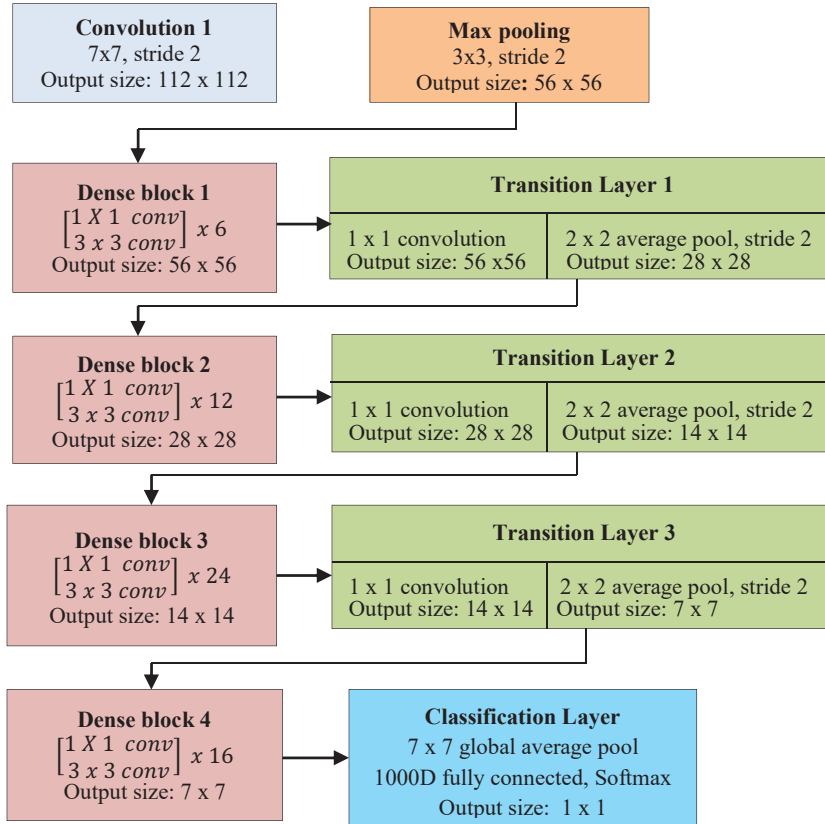 Convolution 1
7x7, stride 2
Output size: 112 x 112
Max pooling
3x3, stride 2
Output size: 56 x 56
Dense block 1
[1 X 1 conv
3 x 3 conv] x 6
Output size: 56 x 56
Transition Layer 1
1 x 1 convolution
Output size: 56 x56
2 x 2 average pool, stride 2
Output size: 28 x 28
Dense block 2
[1 X 1 conv
3 x 3 conv] x 12
Output size: 28 x 28
Transition Layer 2
1 x 1 convolution
Output size: 28 x 28
2 x 2 average pool, stride 2
Output size: 14 x 14
Dense block 3
[1 X 1 conv
3 x 3 conv] x 24
Output size: 14 x 14
Transition Layer 3
1 x 1 convolution
Output size: 14 x 14
2 x 2 average pool, stride 2
Output size: 7 x 7
Dense block 4
[1 X 1 conv
3 x 3 conv] x 16
Output size: 7 x 7
Classification Layer
7 x 7 global average pool
1000D fully connected, Softmax
Output size: 1 x 1